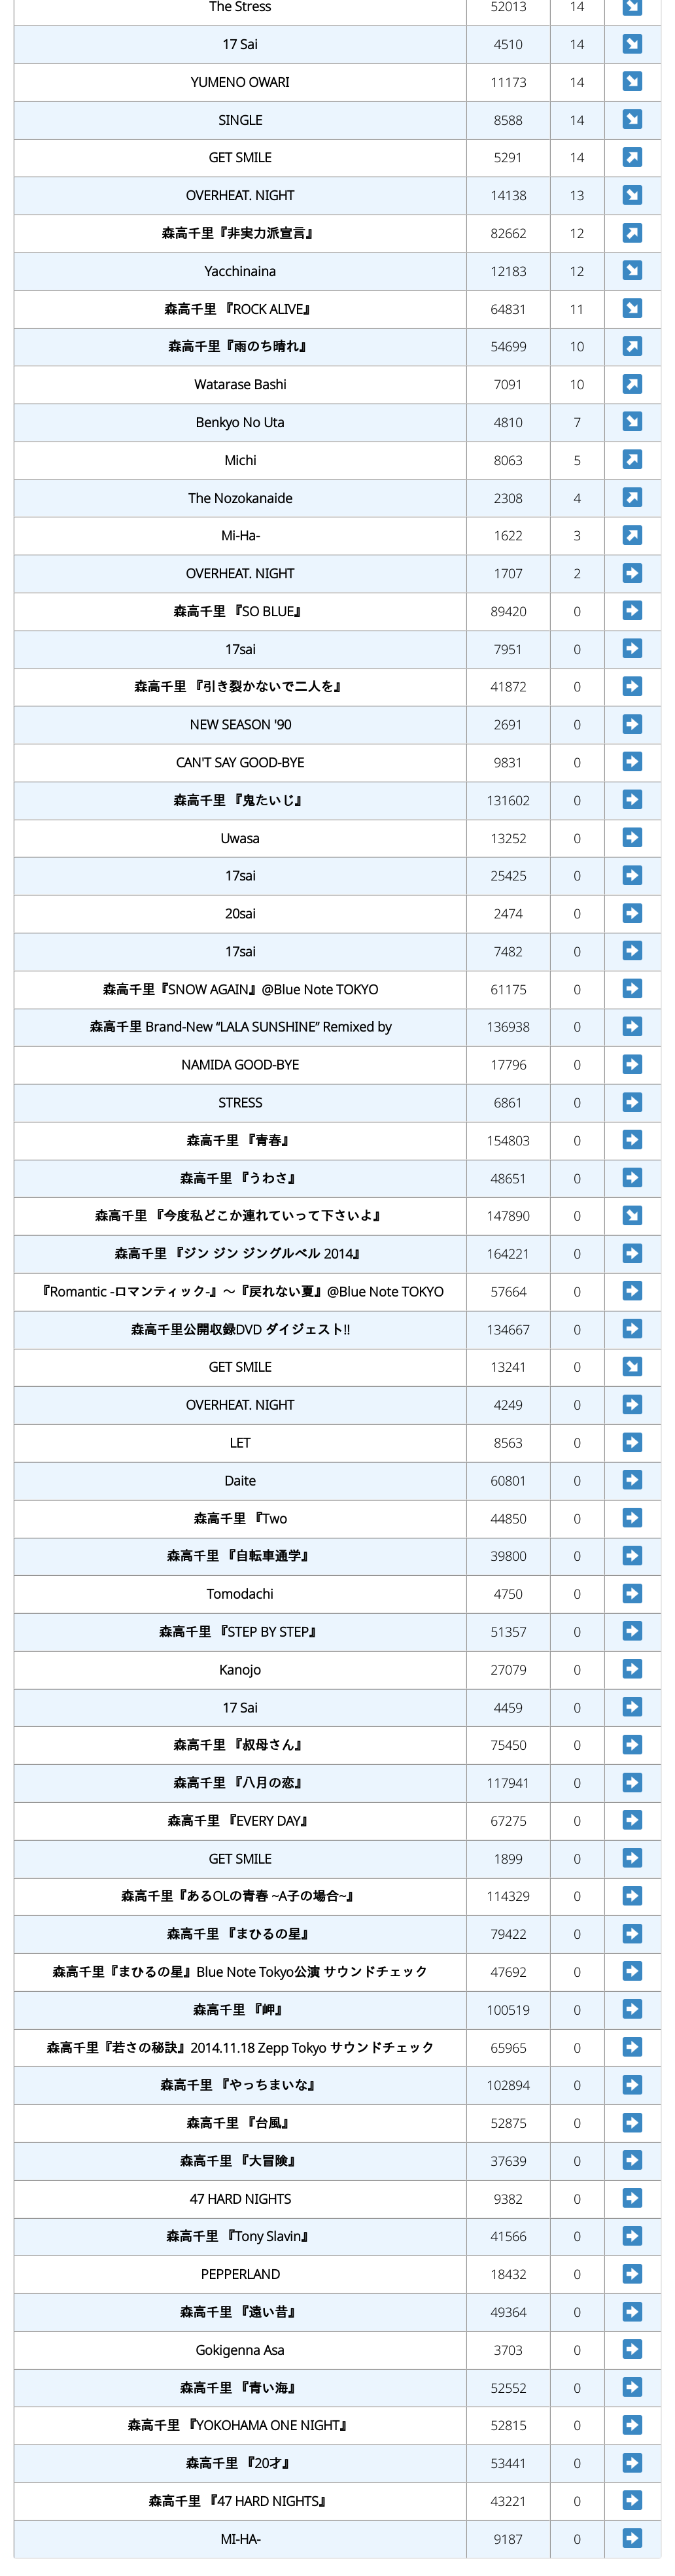 The Stress 52013 14
17 Sai 4510 14
YUMENO OWARI 11173 14
SINGLE 8588 14
GET SMILE 5291 14
OVERHEAT. NIGHT 14138 13
森高千里『非実力派宣言』 82662 12
Yacchinaina 12183 12
森高千里 『ROCK ALIVE』 64831 11
森高千里『雨のち晴れ』 54699 10
Watarase Bashi 7091 10
Benkyo No Uta 4810 7
Michi 8063 5
The Nozokanaide 2308 4
Mi-Ha- 1622 3
OVERHEAT. NIGHT 1707 2
森高千里 『SO BLUE』 89420 0
17sai 7951 0
森高千里 『引き裂かないで二人を』 41872 0
NEW SEASON '90 2691 0
CAN'T SAY GOOD-BYE 9831 0
森高千里 『鬼たいじ』 131602 0
Uwasa 13252 0
17sai 25425 0
20sai 2474 0
17sai 7482 0
森高千里『SNOW AGAIN』@Blue Note TOKYO 61175 0
森高千里 Brand-New “LALA SUNSHINE” Remixed by 136938 0
NAMIDA GOOD-BYE 17796 0
STRESS 6861 0
森高千里 『青春』 154803 0
森高千里 『うわさ』 48651 0
森高千里 『今度私どこか連れていって下さいよ』 147890 0
森高千里 『ジン ジン ジングルベル 2014』 164221 0
『Romantic -ロマンティック-』～『戻れない夏』@Blue Note TOKYO 57664 0
森高千里公開収録DVD ダイジェスト!! 134667 0
GET SMILE 13241 0
OVERHEAT. NIGHT 4249 0
LET 8563 0
Daite 60801 0
森高千里 『Two 44850 0
森高千里 『自転車通学』 39800 0
Tomodachi 4750 0
森高千里 『STEP BY STEP』 51357 0
Kanojo 27079 0
17 Sai 4459 0
森高千里 『叔母さん』 75450 0
森高千里 『八月の恋』 117941 0
森高千里 『EVERY DAY』 67275 0
GET SMILE 1899 0
森高千里『あるOLの青春 ~A子の場合~』 114329 0
森高千里 『まひるの星』 79422 0
森高千里『まひるの星』Blue Note Tokyo公演 サウンドチェック 47692 0
森高千里 『岬』 100519 0
森高千里『若さの秘訣』2014.11.18 Zepp Tokyo サウンドチェック 65965 0
森高千里 『やっちまいな』 102894 0
森高千里 『台風』 52875 0
森高千里 『大冒険』 37639 0
47 HARD NIGHTS 9382 0
森高千里 『Tony Slavin』 41566 0
PEPPERLAND 18432 0
森高千里 『遠い昔』 49364 0
Gokigenna Asa 3703 0
森高千里 『青い海』 52552 0
森高千里 『YOKOHAMA ONE NIGHT』 52815 0
森高千里 『20才』 53441 0
森高千里 『47 HARD NIGHTS』 43221 0
MI-HA- 9187 0